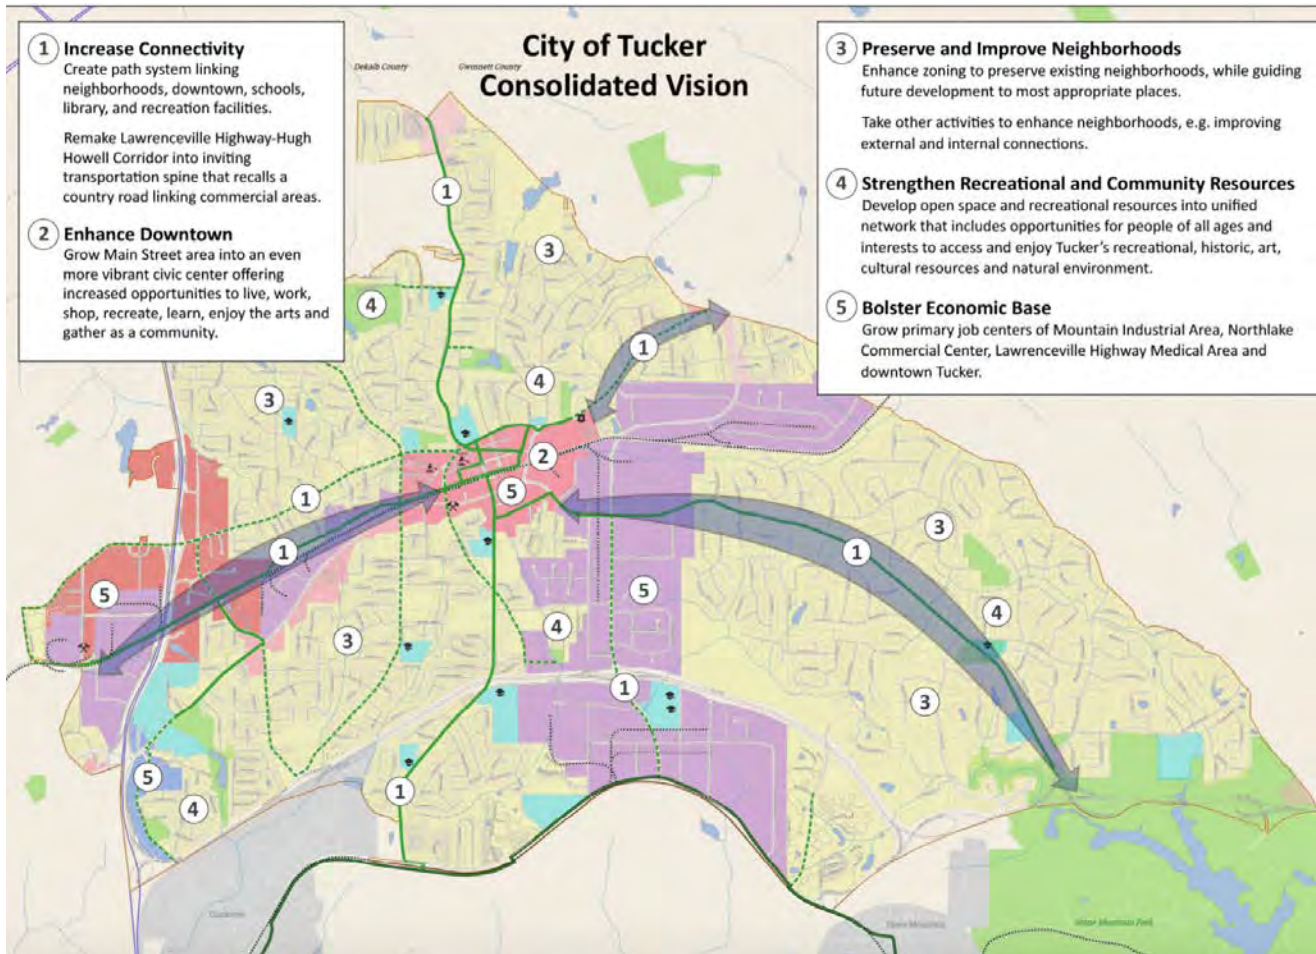 City of Tucker
Consolidated Vision
1 Increase Connectivity
Create path system linking
neighborhoods, downtown, schools,
library, and recreation facilities.
Remake Lawrenceville Highway-Hugh
Howell Corridor into inviting
transportation spine that recalls a
country road linking commercial areas.
2 Enhance Downtown
Grow Main Street area into an even
more vibrant civic center offering
increased opportunities to live, work,
shop, recreate, learn, enjoy the arts and
gather as a community.
3 Preserve and Improve Neighborhoods
Enhance zoning to preserve existing neighborhoods, while guiding
future development to most appropriate places.
Take other activities to enhance neighborhoods, e.g. improving
external and internal connections.
4 Strengthen Recreational and Community Resources
Develop open space and recreational resources into unified
network that includes opportunities for people of all ages and
interests to access and enjoy Tucker's recreational, historic, art,
cultural resources and natural environment.
5 Bolster Economic Base
Grow primary job centers of Mountain Industrial Area, Northlake
Commercial Center, Lawrenceville Highway Medical Area and
downtown Tucker.
Dekalb County
Gwinnett County
1
3
4
1
4
3
2
5
1
3
1
1
5
5
4
4
3
1
3
5
4
1
Clarkston
Stone Mountain
Stone Mountain Park